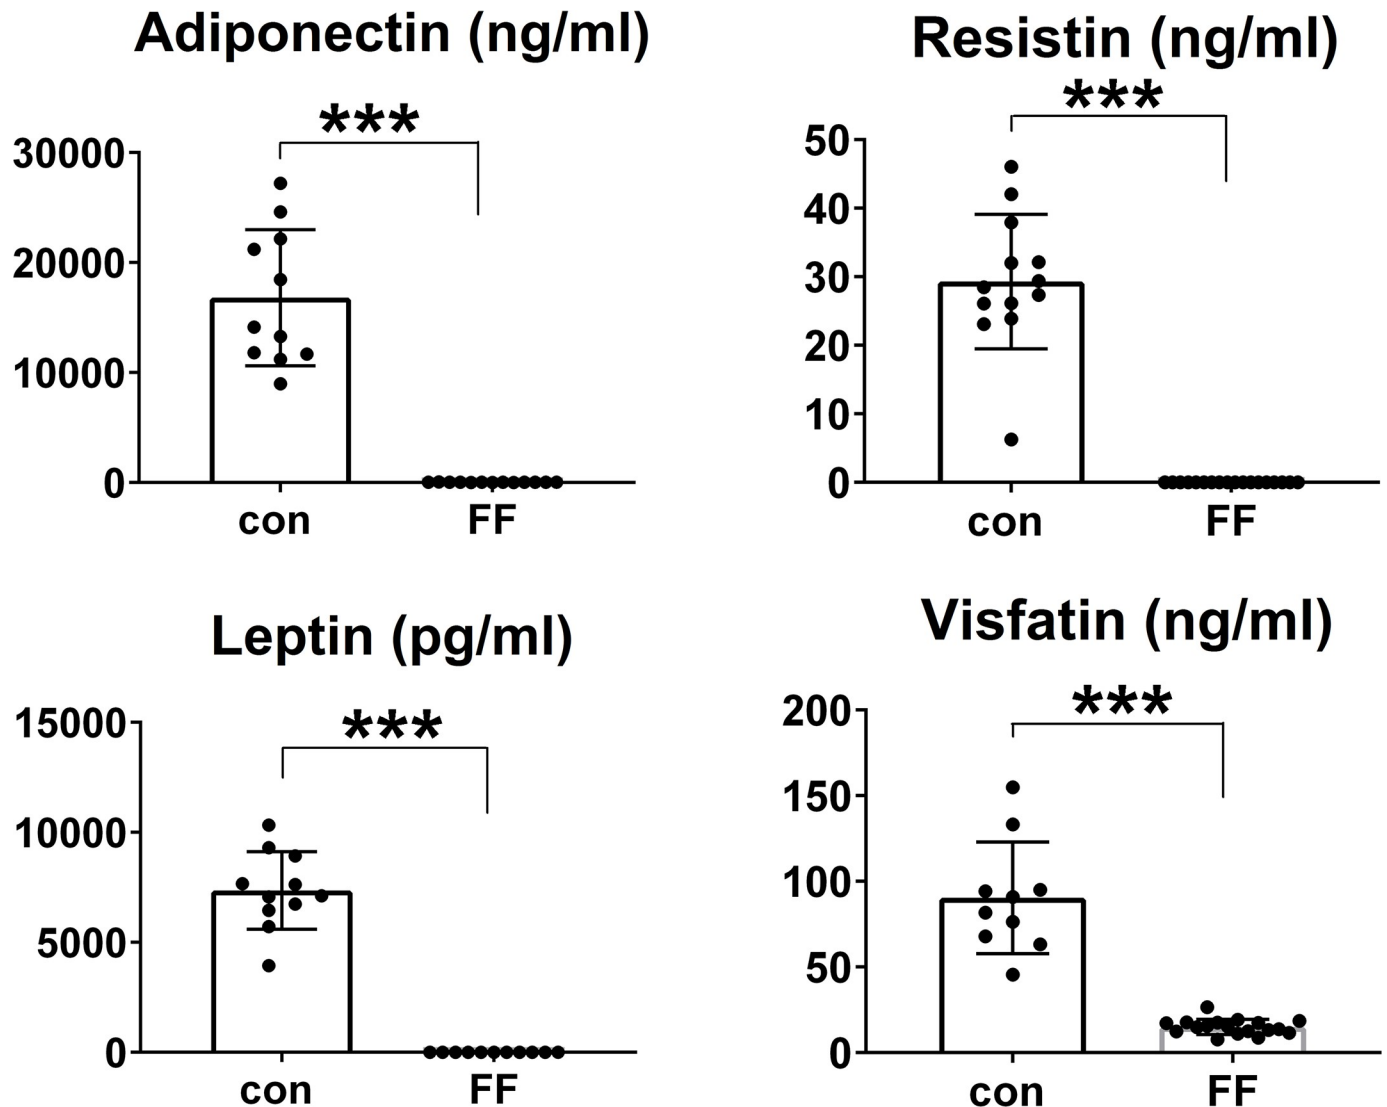 Adiponectin (ng/ml)
***
30000
20000
10000
0
con FF
Resistin (ng/ml)
***
50
40
30
20
10
0
con FF
Leptin (pg/ml)
***
15000
10000
5000
0
con FF
Visfatin (ng/ml)
***
200
150
100
50
0
con FF